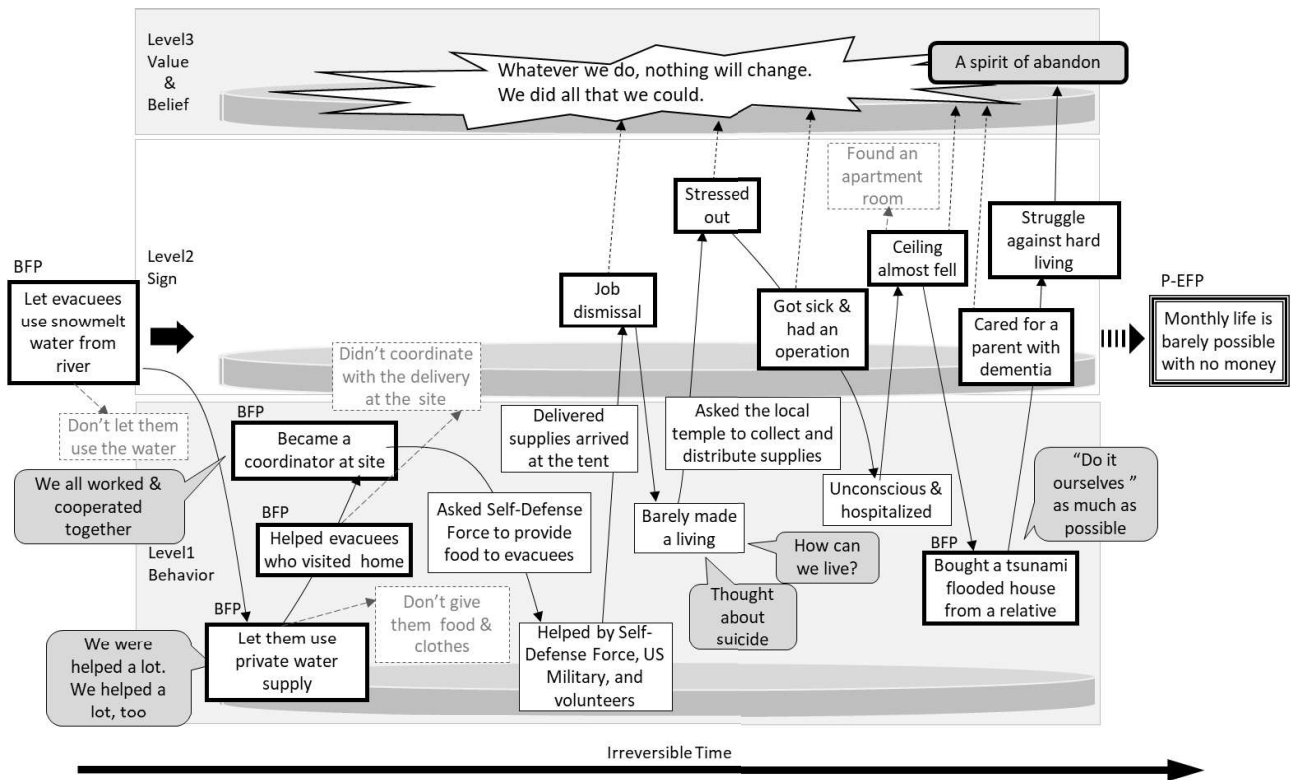 Level3
Value
&
Belief
Whatever we do, nothing will change.
We did all that we could.
A spirit of abandon
Level2
Sign
BFP
Let evacuees
use snowmelt
water from
river
Don't let them
use the water
Job
dismissal
Stressed
out
Got sick &
had an
operation
Found an
apartment
room
Ceiling
almost fell
Struggle
against hard
living
Cared for a
parent with
dementia
P-EFP
Monthly life is
barely possible
with no money
Didn't coordinate
with the delivery
at the site
Level1
Behavior
BFP
Became a
coordinator at site
We all worked &
cooperated
together
BFP
Helped evacuees
who visited home
BFP
Let them use
private water
supply
We were
helped a lot.
We helped a
lot, too
Don't give
them food &
clothes
Asked Self-Defense
Force to provide
food to evacuees
Helped by Self-
Defense Force, US
Military, and
volunteers
Delivered
supplies arrived
at the tent
Barely made
a living
How can
we live?
Thought
about
suicide
Asked the local
temple to collect and
distribute supplies
Unconscious &
hospitalized
BFP
Bought a tsunami
flooded house
from a relative
“Do it
ourselves ”
as much as
possible
Irreversible Time